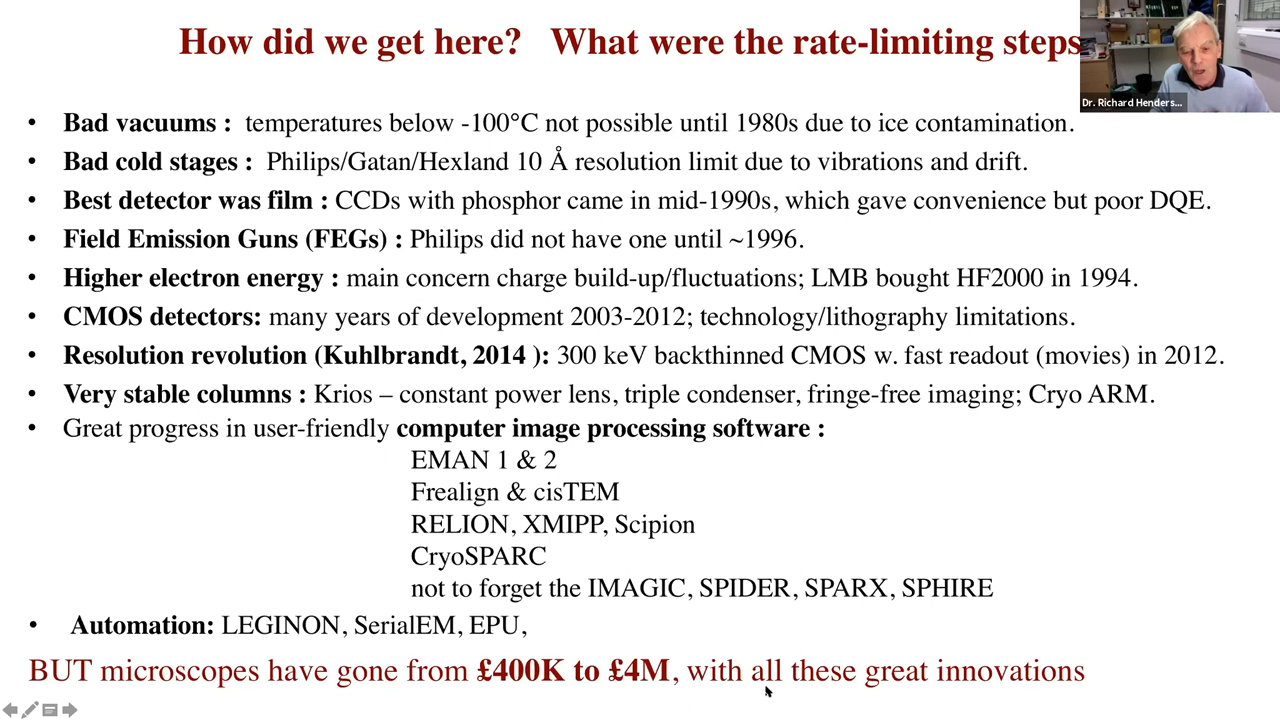 How did we get here? What were the rate-limiting steps
Dr. Richard Henders...
• Bad vacuums : temperatures below -100°C not possible until 1980s due to ice contamination.
• Bad cold stages : Philips/Gatan/Hexland 10 Å resolution limit due to vibrations and drift.
• Best detector was film : CCDs with phosphor came in mid-1990s, which gave convenience but poor DQE.
• Field Emission Guns (FEGs) : Philips did not have one until ~1996.
• Higher electron energy : main concern charge build-up/fluctuations; LMB bought HF2000 in 1994.
• CMOS detectors: many years of development 2003-2012; technology/lithography limitations.
• Resolution revolution (Kuhlbrandt, 2014 ): 300 keV backthinned CMOS w. fast readout (movies) in 2012.
• Very stable columns : Krios – constant power lens, triple condenser, fringe-free imaging; Cryo ARM.
• Great progress in user-friendly computer image processing software :
EMAN 1 & 2
Frealign & cisTEM
RELION, XMIPP, Scipion
CryoSPARC
not to forget the IMAGIC, SPIDER, SPARX, SPHIRE
• Automation: LEGINON, SerialEM, EPU,
BUT microscopes have gone from £400K to £4M, with all these great innovations